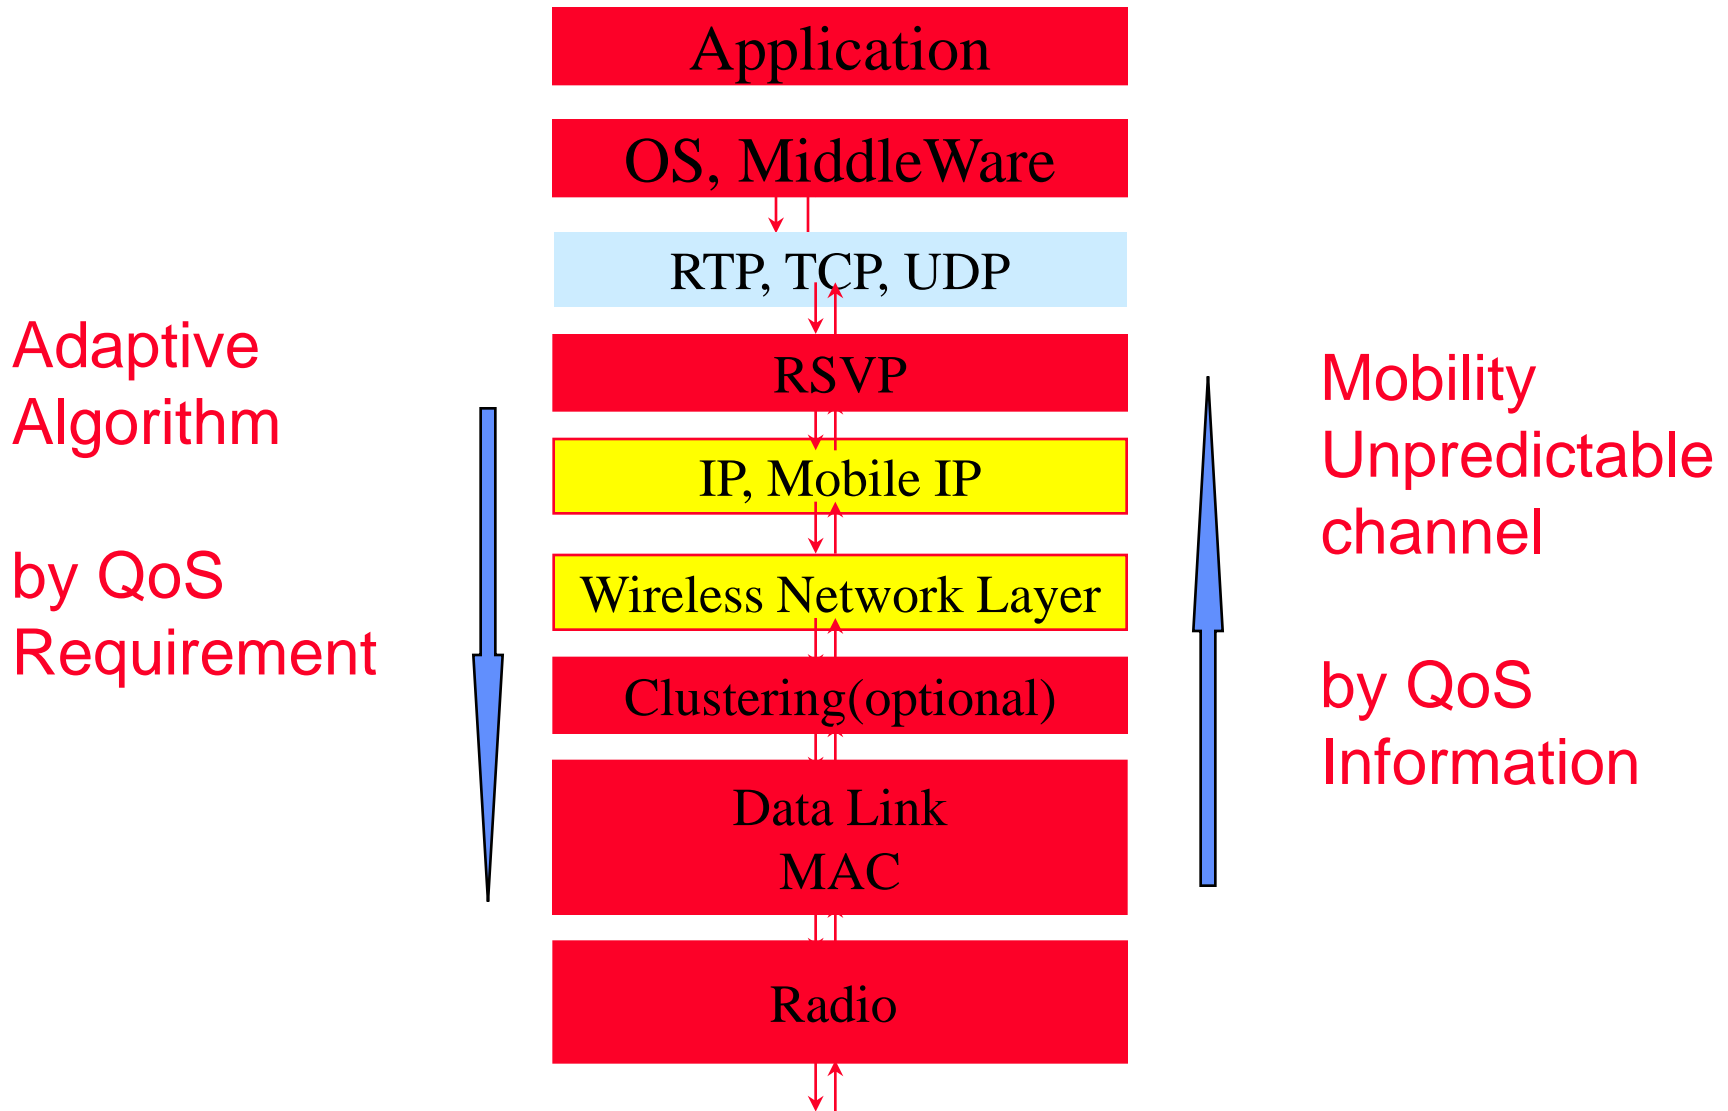 Application
OS, MiddleWare
RTP, TCP, UDP
RSVP
IP, Mobile IP
Wireless Network Layer
Clustering(optional)
Data Link
MAC
Radio
Adaptive
Algorithm
by QoS
Requirement
Mobility
Unpredictable
channel
by QoS
Information